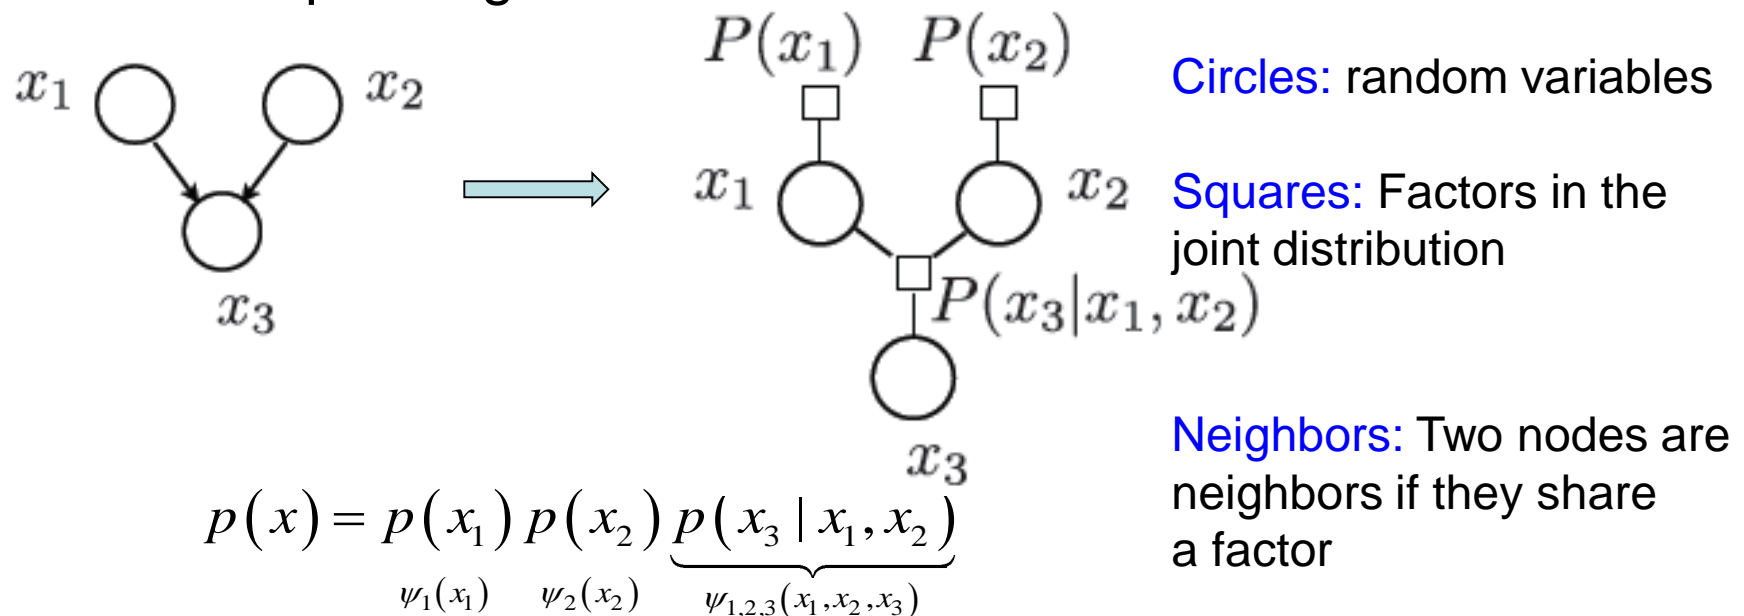 x₁
x₂
x₃
P(x₁) P(x₂)
x₁
x₂
P(x₃|x₁, x₂)
x₃
Circles: random variables
Squares: Factors in the
joint distribution
Neighbors: Two nodes are
neighbors if they share
a factor
p(x) = p(x₁) p(x₂) p(x₃ | x₁, x₂)
ψ₁(x₁) ψ₂(x₂) ψ₁,₂,₃(x₁, x₂, x₃)